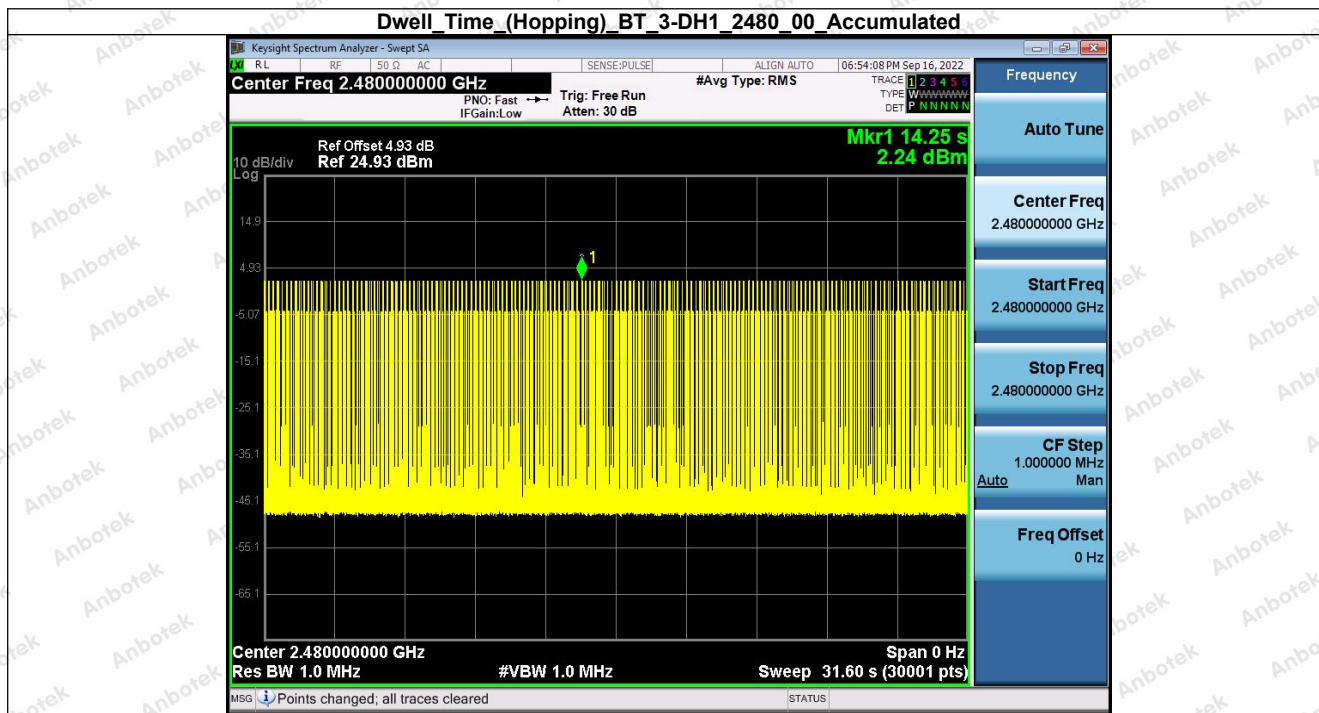 Dwell_Time_(Hopping)_BT_3-DH1_2480_00_Accumulated
Keysight Spectrum Analyzer - Swept SA
LXI RL RF 50 Ω AC SENSE:PULSE ALIGN AUTO 06:54:08 PM Sep 16, 2022
Center Freq 2.480000000 GHz
PNO: Fast
IFGain:Low
Trig: Free Run
Atten: 30 dB
#Avg Type: RMS
TRACE 1 2 3 4 5 6
TYPE WWWWWW
DET P N N N N N
Mkr1 14.25 s
2.24 dBm
Ref Offset 4.93 dB
10 dB/div Ref 24.93 dBm
Log
14.9
4.93
-5.07
-15.1
-25.1
-35.1
-45.1
-55.1
-65.1
1
Center 2.480000000 GHz Span 0 Hz
Res BW 1.0 MHz #VBW 1.0 MHz Sweep 31.60 s (30001 pts)
MSG Points changed; all traces cleared STATUS
Frequency
Auto Tune
Center Freq
2.480000000 GHz
Start Freq
2.480000000 GHz
Stop Freq
2.480000000 GHz
CF Step
1.000000 MHz
Auto Man
Freq Offset
0 Hz
Anbotek